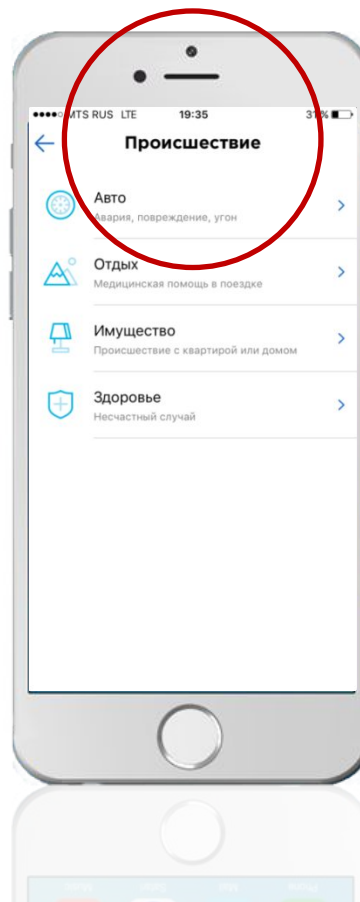 MTS RUS LTE 19:35 31%
Происшествие
Авто
Авария, повреждение, угон
Отдых
Медицинская помощь в поездке
Имущество
Происшествие с квартирой или домом
Здоровье
Несчастный случай